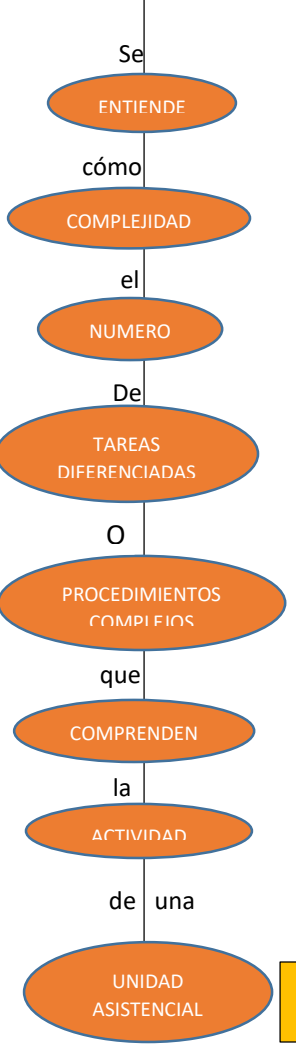 Se
ENTIENDE
cómo
COMPLEJIDAD
el
NUMERO
De
TAREAS
DIFERENCIADAS
O
PROCEDIMIENTOS
COMPLEJOS
que
COMPRENDEN
la
ACTIVIDAD
de una
UNIDAD
ASISTENCIAL